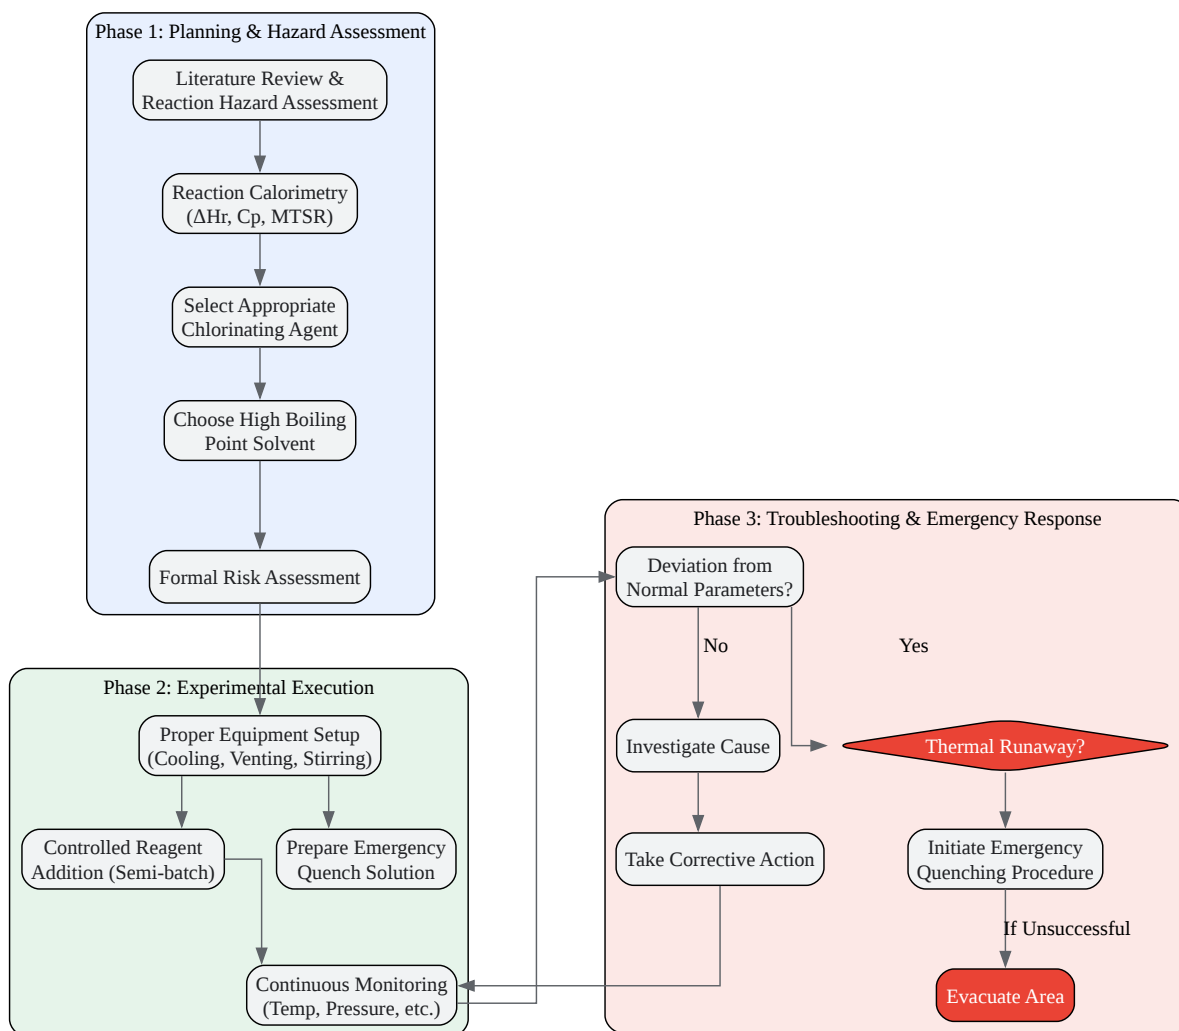 Phase 1: Planning & Hazard Assessment
Literature Review &
Reaction Hazard Assessment
Reaction Calorimetry
(ΔHr, Cp, MTSR)
Select Appropriate
Chlorinating Agent
Choose High Boiling
Point Solvent
Formal Risk Assessment
Phase 2: Experimental Execution
Proper Equipment Setup
(Cooling, Venting, Stirring)
Controlled Reagent
Addition (Semi-batch)
Prepare Emergency
Quench Solution
Continuous Monitoring
(Temp, Pressure, etc.)
Phase 3: Troubleshooting & Emergency Response
Deviation from
Normal Parameters?
No
Yes
Investigate Cause
Thermal Runaway?
Take Corrective Action
Initiate Emergency
Quenching Procedure
If Unsuccessful
Evacuate Area